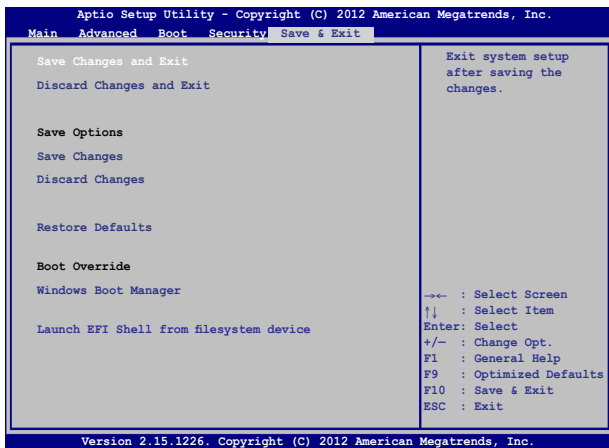 Aptio Setup Utility - Copyright (C) 2012 American Megatrends, Inc.
Main Advanced Boot Security Save & Exit
Save Changes and Exit
Discard Changes and Exit
Save Options
Save Changes
Discard Changes
Restore Defaults
Boot Override
Windows Boot Manager
Launch EFI Shell from filesystem device
Exit system setup
after saving the
changes.
→← : Select Screen
↑↓ : Select Item
Enter: Select
+/— : Change Opt.
F1 : General Help
F9 : Optimized Defaults
F10 : Save & Exit
ESC : Exit
Version 2.15.1226. Copyright (C) 2012 American Megatrends, Inc.